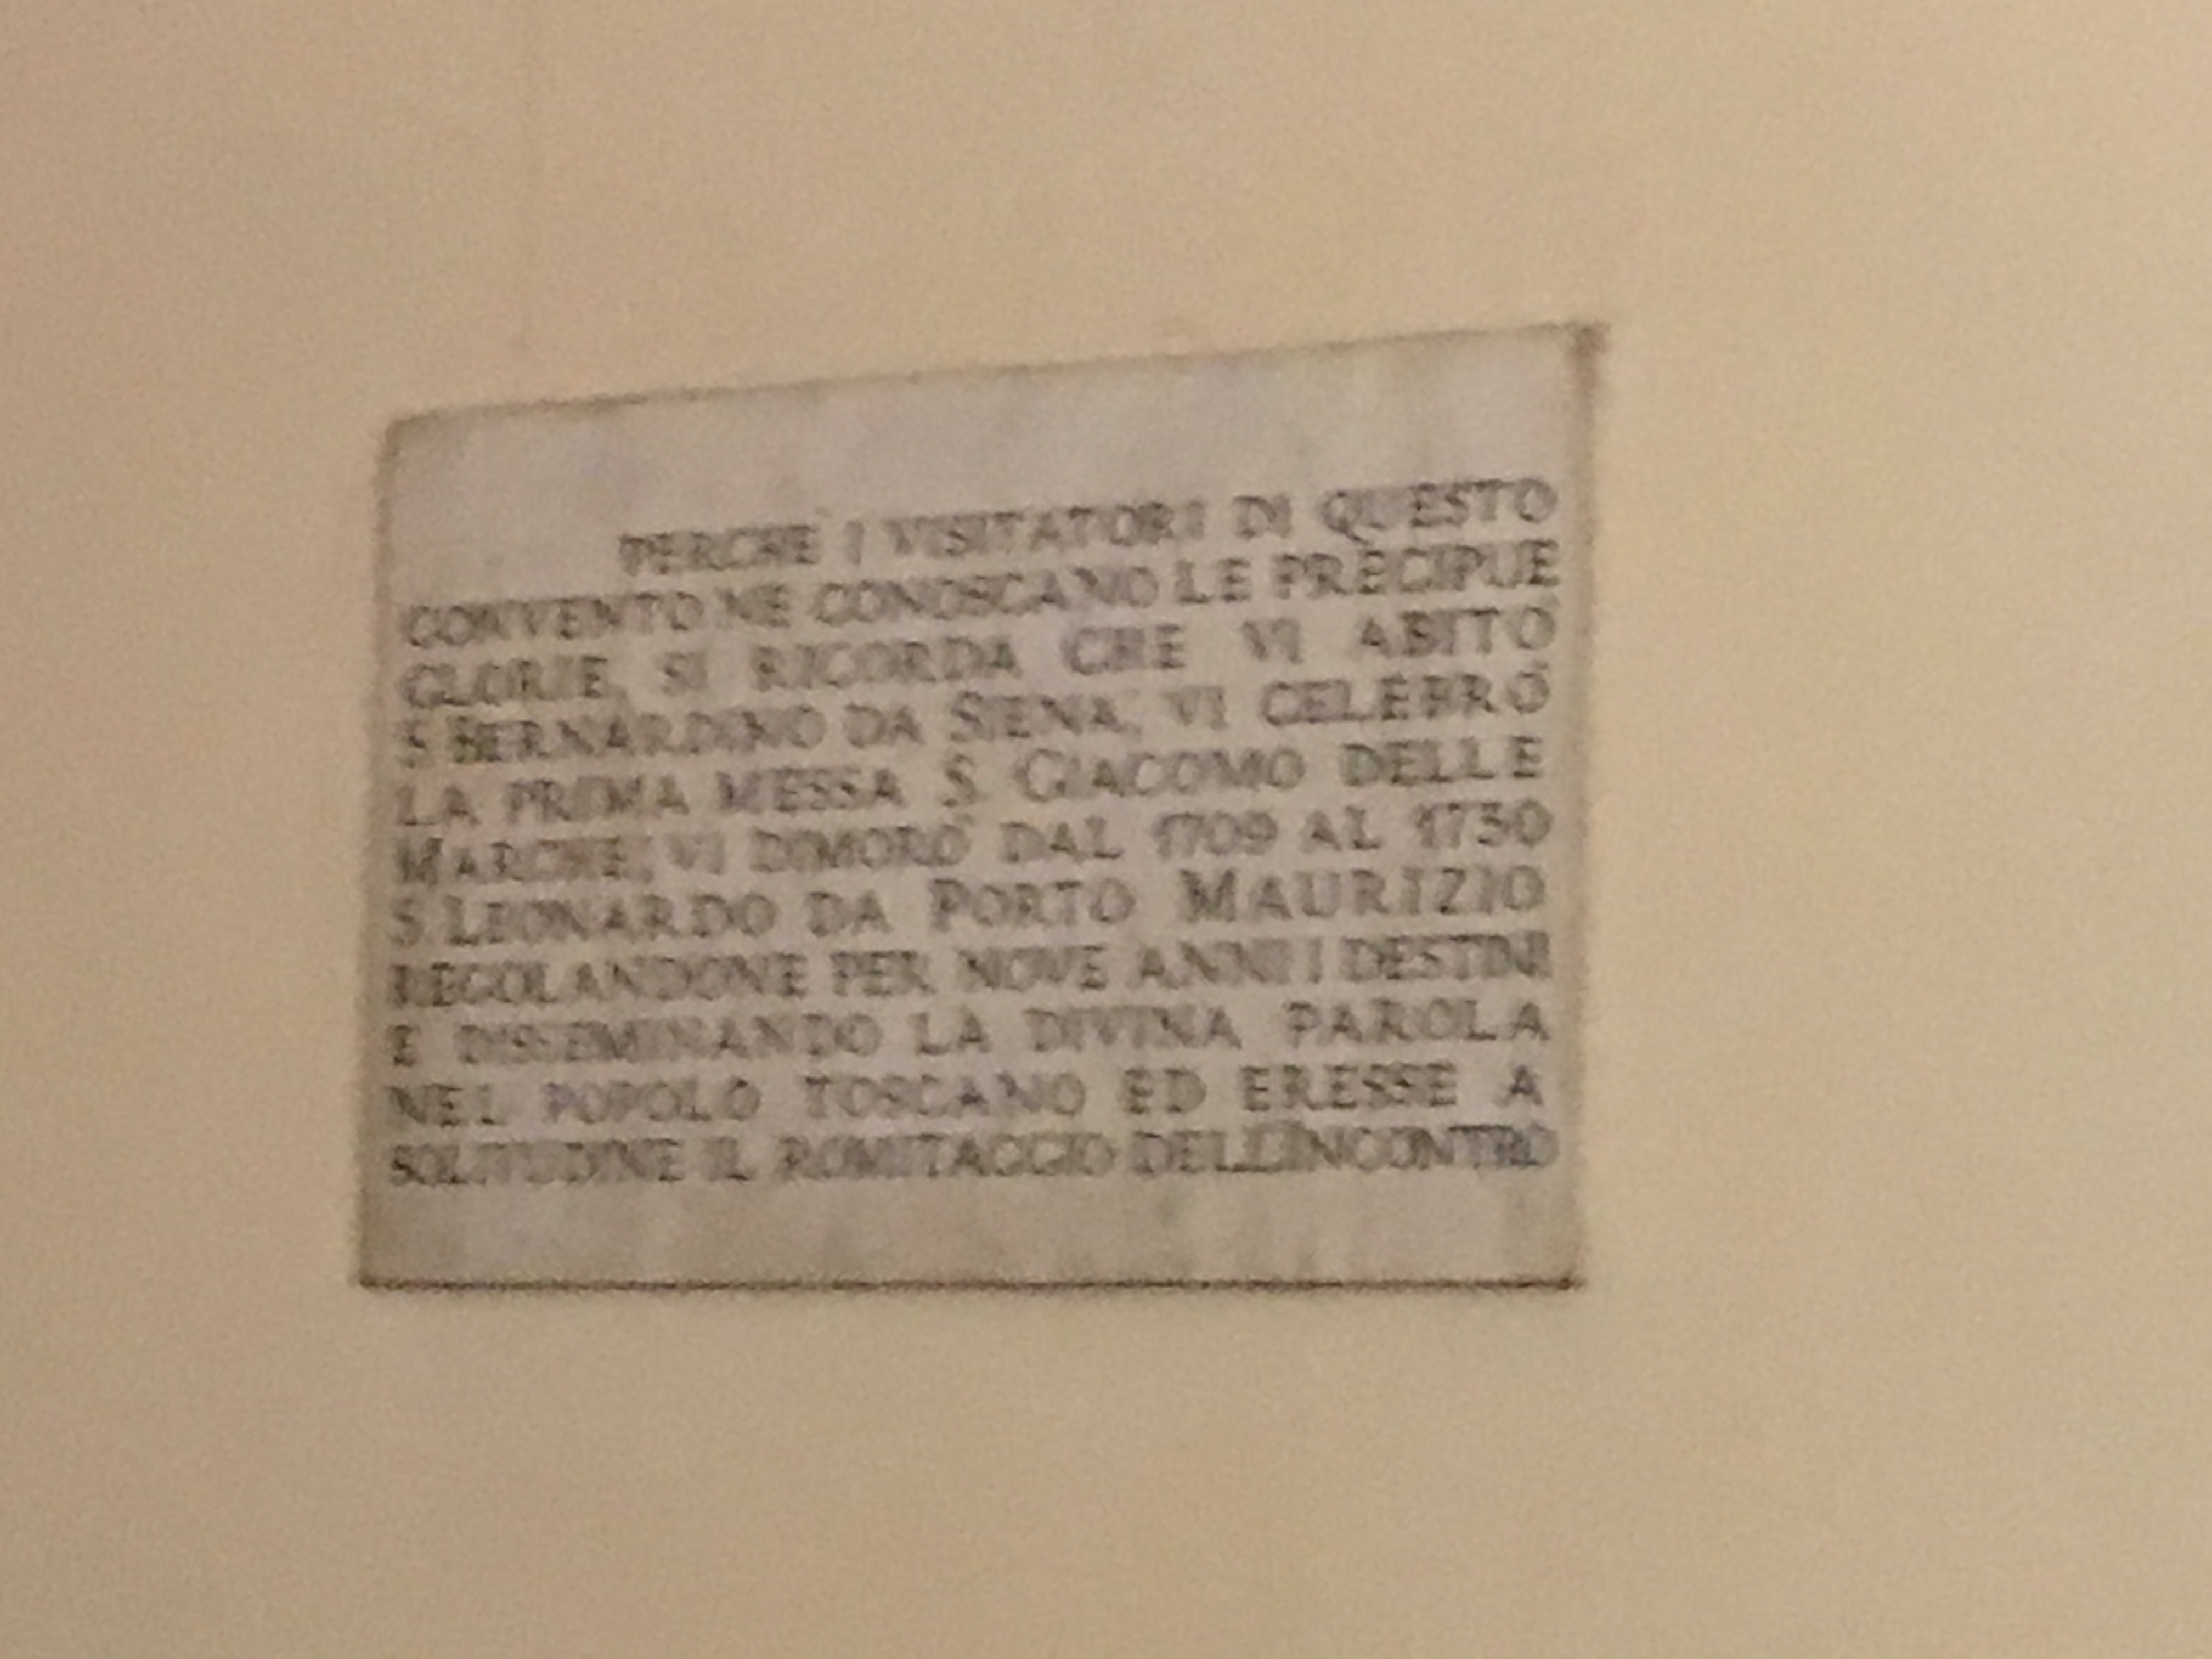 PERCHÈ I VISITATORI DI QUESTO
CONVENTO NE CONOSCANO LE PRECIPUE
GLORIE, SI RICORDA CHE VI ABITÒ
S BERNARDINO DA SIENA, VI CELEBRÒ
LA PRIMA MESSA S. GIACOMO DELLE
MARCHE, VI DIMORÒ DAL 1709 AL 1730
S LEONARDO DA PORTO MAURIZIO
REGOLANDONE PER NOVE ANNI I DESTINI
E DISSEMINANDO LA DIVINA PAROLA
NEL POPOLO TOSCANO ED ERESSE A
SOLITUDINE IL ROMITAGGIO DELL'INCONTRO